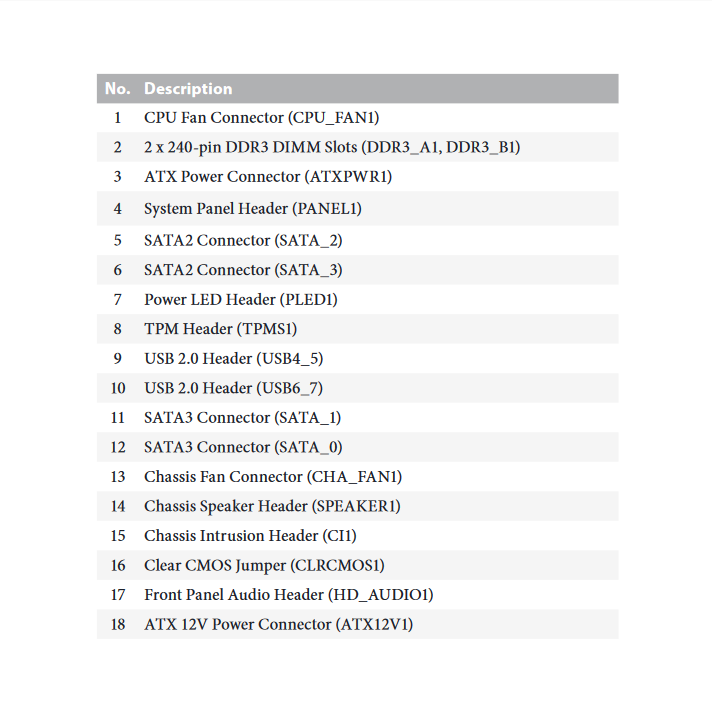 No. Description
1 CPU Fan Connector (CPU_FAN1)
2 2 x 240-pin DDR3 DIMM Slots (DDR3_A1, DDR3_B1)
3 ATX Power Connector (ATXPWR1)
4 System Panel Header (PANEL1)
5 SATA2 Connector (SATA_2)
6 SATA2 Connector (SATA_3)
7 Power LED Header (PLED1)
8 TPM Header (TPMS1)
9 USB 2.0 Header (USB4_5)
10 USB 2.0 Header (USB6_7)
11 SATA3 Connector (SATA_1)
12 SATA3 Connector (SATA_0)
13 Chassis Fan Connector (CHA_FAN1)
14 Chassis Speaker Header (SPEAKER1)
15 Chassis Intrusion Header (CI1)
16 Clear CMOS Jumper (CLRCMOS1)
17 Front Panel Audio Header (HD_AUDIO1)
18 ATX 12V Power Connector (ATX12V1)